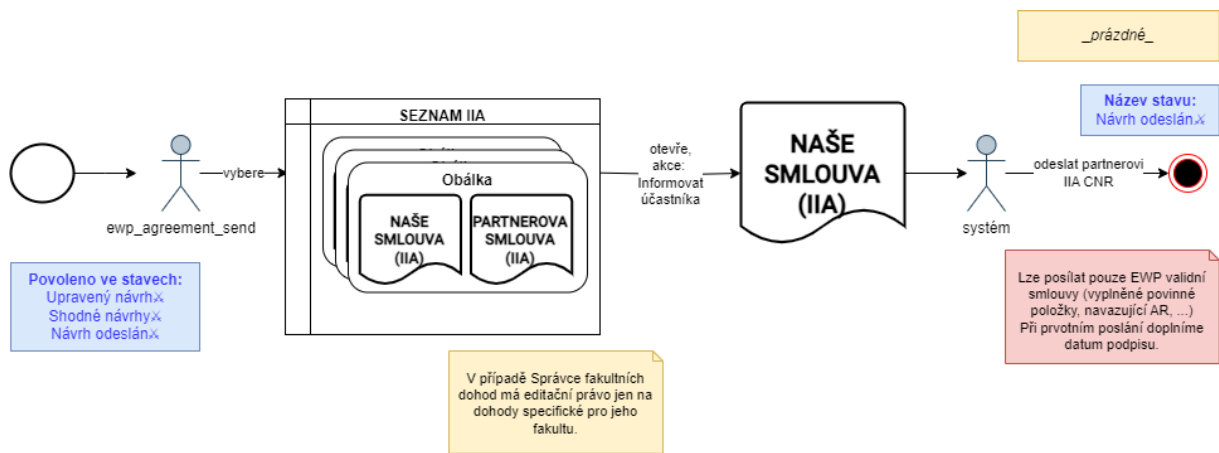 _prázdné_
Název stavu:
Návrh odeslán⚔
SEZNAM IIA
Obálka
NAŠE
SMLOUVA
(IIA)
PARTNEROVA
SMLOUVA
(IIA)
ewp_agreement_send
vybere
otevře,
akce:
Informovat
účastníka
NAŠE
SMLOUVA
(IIA)
systém
odeslat partnerovi
IIA CNR
Povoleno ve stavech:
Upravený návrh⚔
Shodné návrhy⚔
Návrh odeslán⚔
Lze posílat pouze EWP validní
smlouvy (vyplněné povinné
položky, navazující AR, ...)
Při prvotním poslání doplníme
datum podpisu.
V případě Správce fakultních
dohod má editační právo jen na
dohody specifické pro jeho
fakultu.